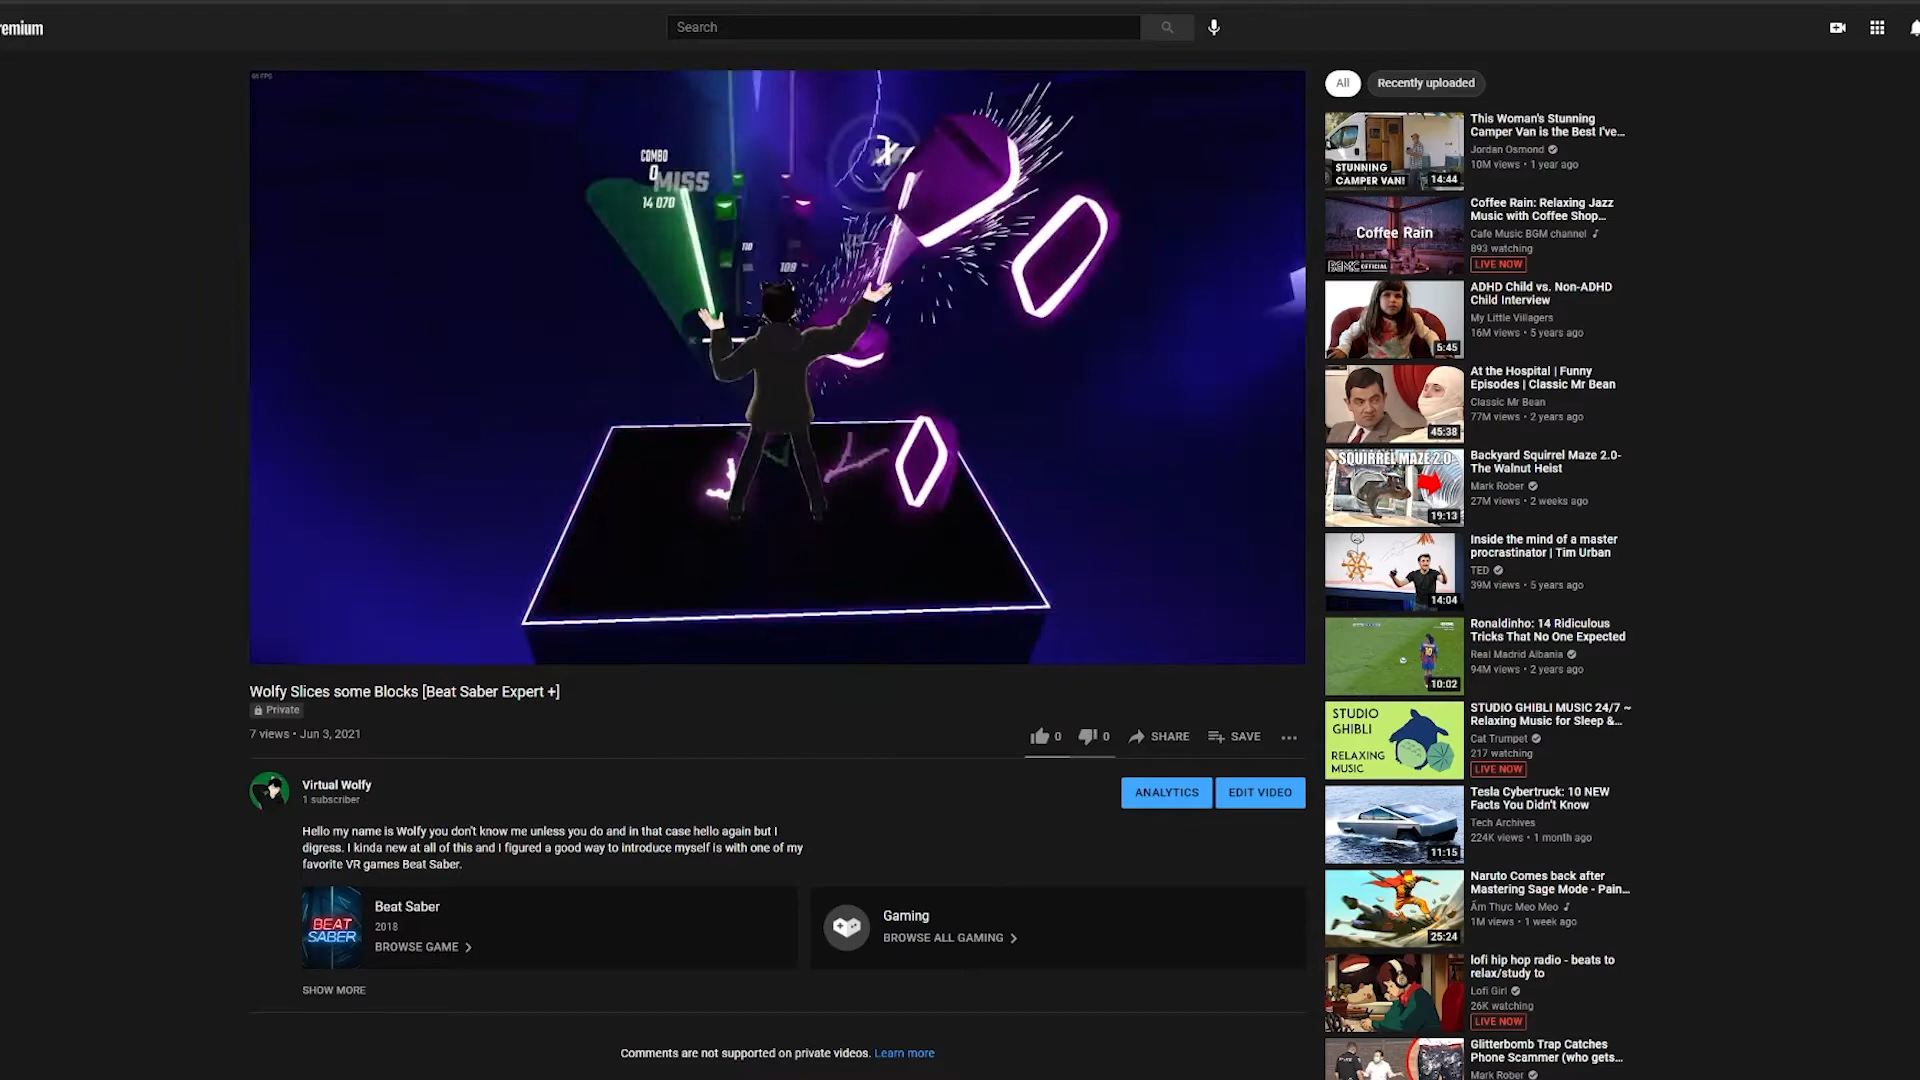 remium
Search
66 FPS
COMBO
0
MISS
14 070
110
109
Wolfy Slices some Blocks [Beat Saber Expert +]
Private
7 views • Jun 3, 2021
0
0
SHARE
SAVE
Virtual Wolfy
1 subscriber
ANALYTICS
EDIT VIDEO
Hello my name is Wolfy you don't know me unless you do and in that case hello again but I
digress. I kinda new at all of this and I figured a good way to introduce myself is with one of my
favorite VR games Beat Saber.
BEAT
SABER
Beat Saber
2018
BROWSE GAME
Gaming
BROWSE ALL GAMING
SHOW MORE
Comments are not supported on private videos. Learn more
All
Recently uploaded
STUNNING
CAMPER VAN!
14:44
This Woman's Stunning
Camper Van is the Best I've...
Jordan Osmond
10M views • 1 year ago
Coffee Rain
BGMC OFFICIAL
Coffee Rain: Relaxing Jazz
Music with Coffee Shop...
Cafe Music BGM channel
893 watching
LIVE NOW
5:45
ADHD Child vs. Non-ADHD
Child Interview
My Little Villagers
16M views • 5 years ago
45:38
At the Hospital | Funny
Episodes | Classic Mr Bean
Classic Mr Bean
77M views • 2 years ago
SQUIRREL MAZE 2.0
19:13
Backyard Squirrel Maze 2.0-
The Walnut Heist
Mark Rober
27M views • 2 weeks ago
14:04
Inside the mind of a master
procrastinator | Tim Urban
TED
39M views • 5 years ago
10
10:02
Ronaldinho: 14 Ridiculous
Tricks That No One Expected
Real Madrid Albania
94M views • 2 years ago
STUDIO
GHIBLI
RELAXING
MUSIC
STUDIO GHIBLI MUSIC 24/7 ~
Relaxing Music for Sleep &...
Cat Trumpet
217 watching
LIVE NOW
11:15
Tesla Cybertruck: 10 NEW
Facts You Didn't Know
Tech Archives
224K views • 1 month ago
25:24
Naruto Comes back after
Mastering Sage Mode - Pain...
Ẩm Thực Meo Meo
1M views • 1 week ago
lofi hip hop radio - beats to
relax/study to
Lofi Girl
26K watching
LIVE NOW
Glitterbomb Trap Catches
Phone Scammer (who gets...
Mark Rober